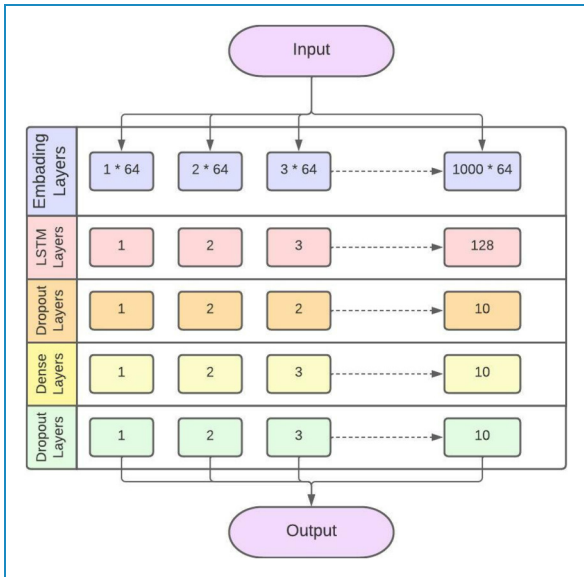 Input
Embading
Layers
1 * 64
2 * 64
3 * 64
1000 * 64
LSTM
Layers
1
2
3
128
Dropout
Layers
1
2
2
10
Dense
Layers
1
2
3
10
Dropout
Layers
1
2
3
10
Output